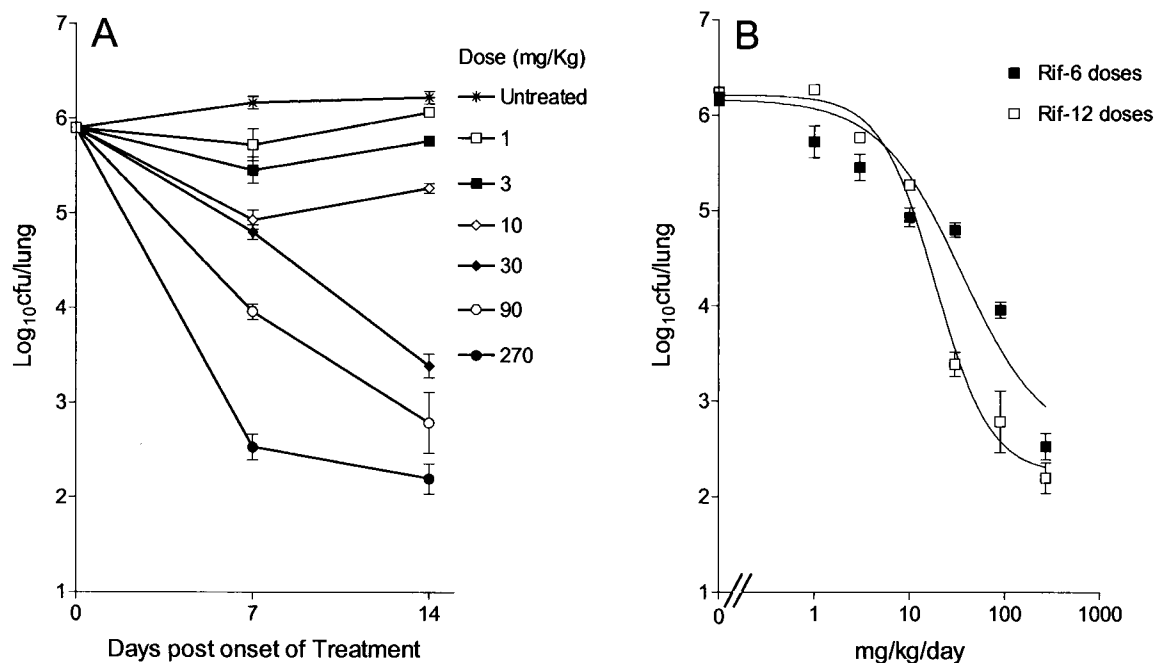 A
7
6
5
4
3
2
1
Log10cfu/lung
0
7
14
Days post onset of Treatment
Dose (mg/Kg)
Untreated
1
3
10
30
90
270
B
7
6
5
4
3
2
1
Log10cfu/lung
0
1
10
100
1000
mg/kg/day
Rif-6 doses
Rif-12 doses